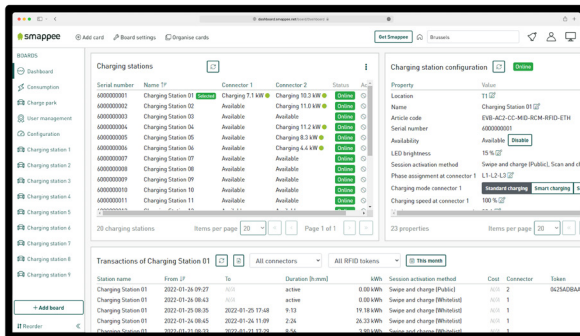 dashboard.smappee.net
smappee
Add card
Board settings
Organise cards
Get Smappee
Brussels
BOARDS
Dashboard
Consumption
Charge park
User management
Configuration
Charging station 1
Charging station 2
Charging station 3
Charging station 4
Charging station 5
Charging station 6
Charging station 7
Charging station 8
Charging station 9
+ Add board
Reorder
Charging stations
Serial number Name Connector 1 Connector 2 Status
6000000001 Charging Station 01 Selected Charging 7.1 kW Charging 10.3 kW Online
6000000002 Charging Station 02 Available Charging 11.0 kW Online
6000000003 Charging Station 03 Available Available Online
6000000004 Charging Station 04 Available Charging 11.2 kW Online
6000000005 Charging Station 05 Available Charging 8.3 kW Online
6000000006 Charging Station 06 Available Charging 4.6 kW Online
6000000007 Charging Station 07 Available Available Online
6000000008 Charging Station 08 Available Available Online
6000000009 Charging Station 09 Available Available Online
6000000010 Charging Station 10 Available Available Online
6000000011 Charging Station 11 Available Available Online
20 charging stations Items per page 20 Page 1 of 1
Charging station configuration Online
Property Value
Location T1
Name Charging Station 01
Article code EVB-AC2-CC-MID-RCM-RFID-ETH
Serial number 6000000001
Availability Available Disable
LED brightness 15 %
Session activation method Swipe and charge (Public), Scan and ch
Phase assignment at connector 1 L1-L2-L3
Charging mode connector 1 Standard charging Smart charging S
Charging speed at connector 1 100 %
23 properties Items per page 20
Transactions of Charging Station 01 All connectors All RFID tokens This month
Station name From To Duration [h:mm] kWh Session activation method Cost Connector Token
Charging Station 01 2022-01-26 09:27 N/A active 0.00 kWh Swipe and charge (Public) N/A 2 0425ADBAA
Charging Station 01 2022-01-26 08:43 N/A active 0.00 kWh Swipe and charge (Whitelist) N/A 1
Charging Station 01 2022-01-25 08:35 2022-01-25 17:48 9:13 19.18 kWh Swipe and charge (Whitelist) N/A 1
Charging Station 01 2022-01-24 08:45 2022-01-24 11:09 2:24 26.33 kWh Swipe and charge (Whitelist) N/A 1